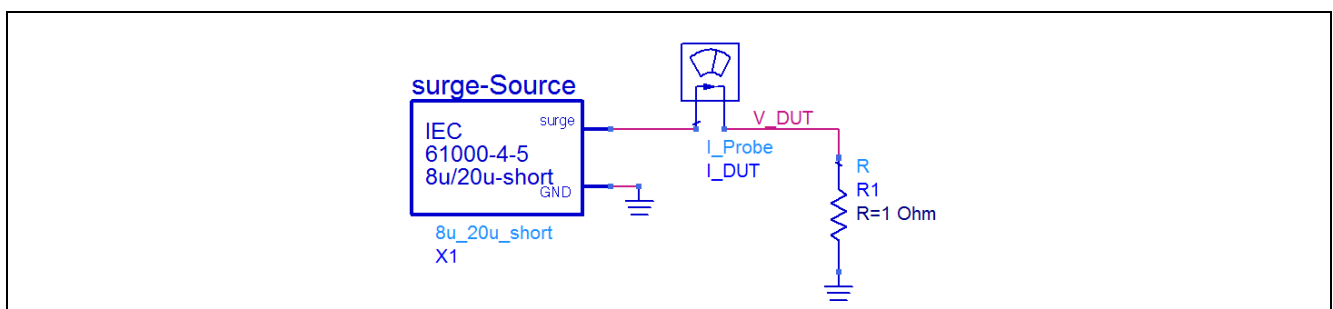 surge-Source
IEC
61000-4-5
8u/20u-short
surge
GND
8u_20u_short
X1
I_Probe
I_DUT
V_DUT
R
R1
R=1 Ohm